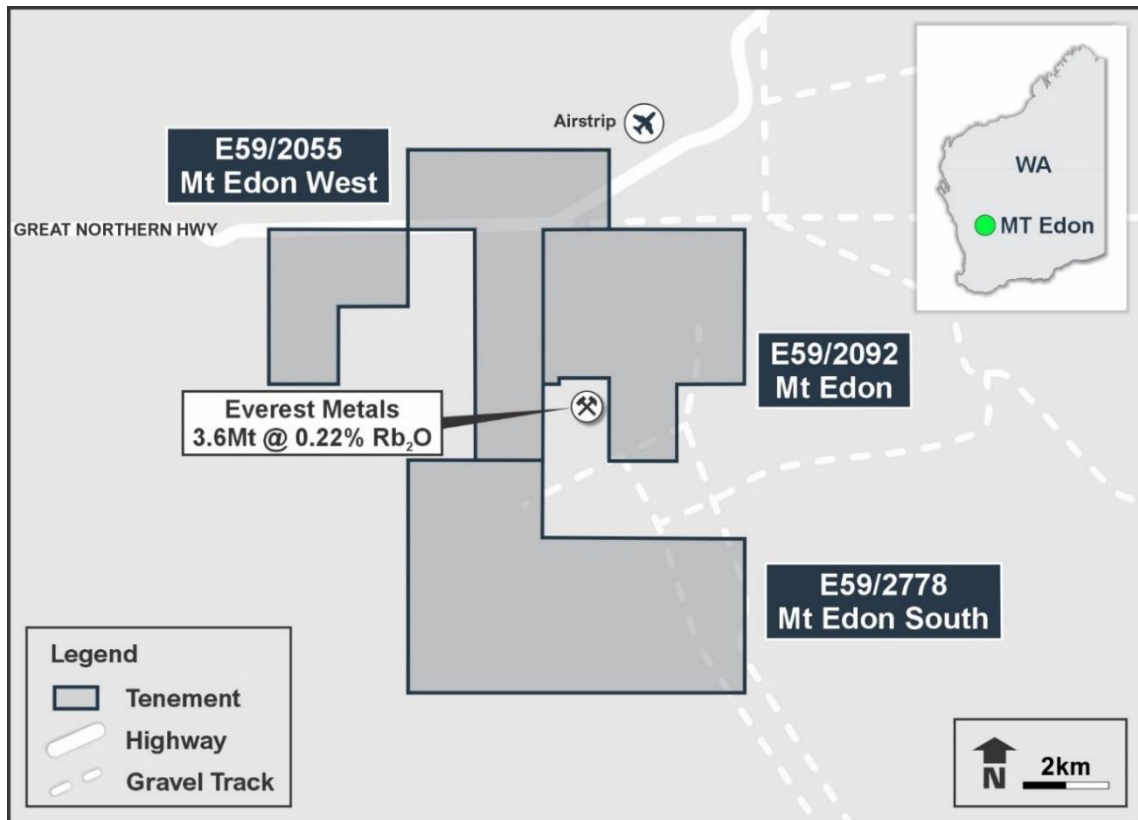 Airstrip
E59/2055
Mt Edon West
WA
MT Edon
GREAT NORTHERN HWY
E59/2092
Mt Edon
Everest Metals
3.6Mt @ 0.22% Rb₂O
E59/2778
Mt Edon South
Legend
Tenement
Highway
Gravel Track
N
2km